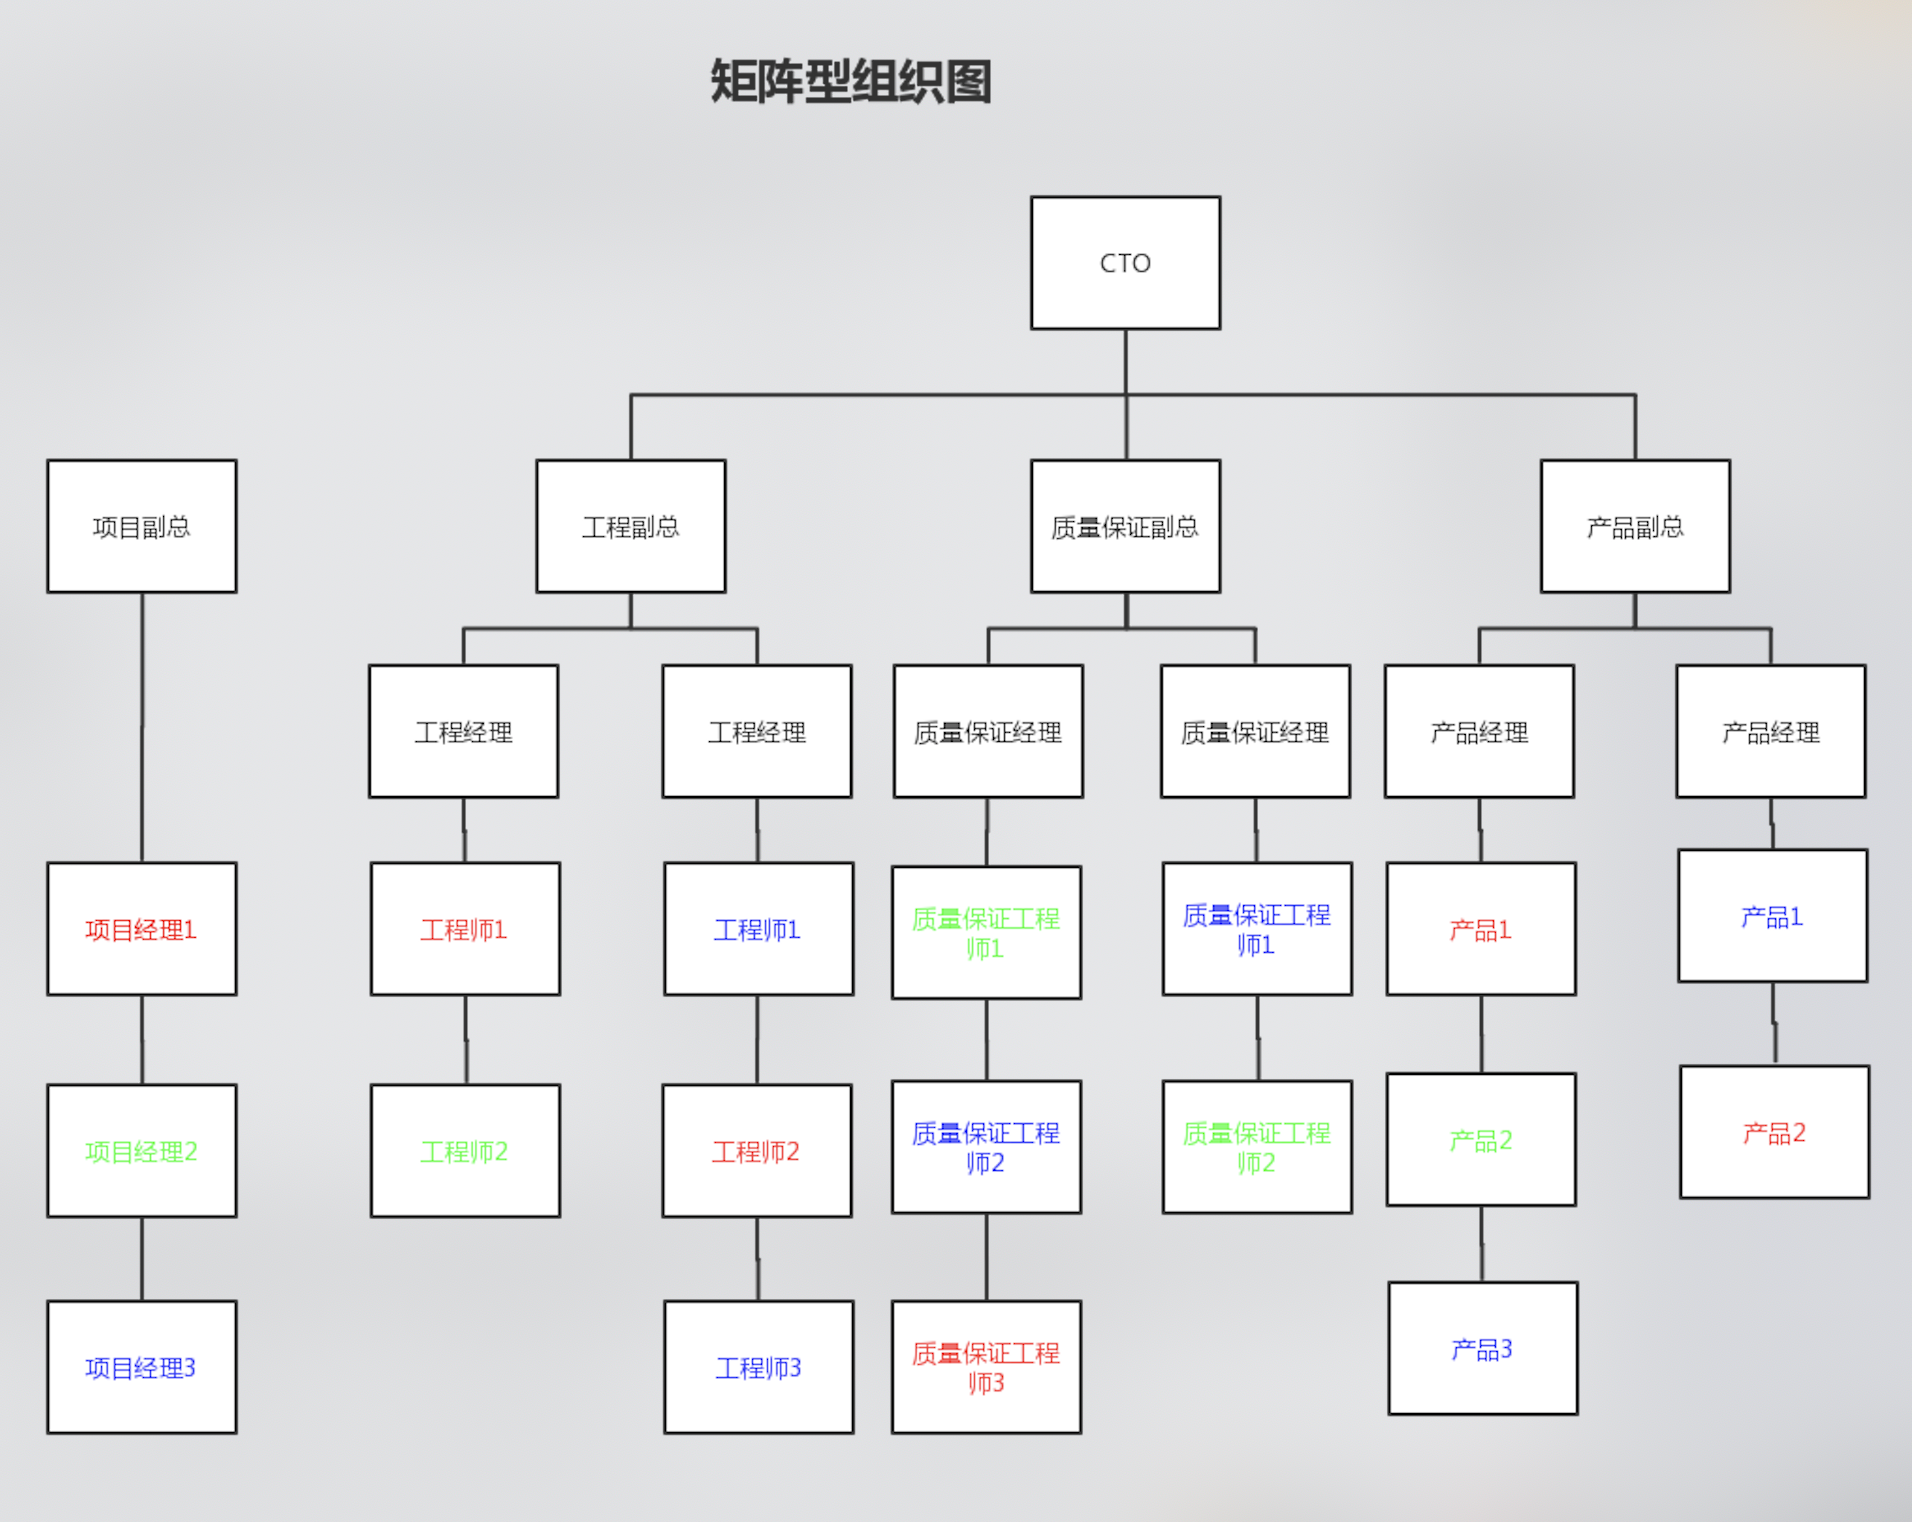 矩阵型组织图
CTO
项目副总
工程副总
质量保证副总
产品副总
工程经理
工程经理
质量保证经理
质量保证经理
产品经理
产品经理
项目经理1
工程师1
工程师1
质量保证工程
师1
质量保证工程
师1
产品1
产品1
项目经理2
工程师2
工程师2
质量保证工程
师2
质量保证工程
师2
产品2
产品2
项目经理3
工程师3
质量保证工程
师3
产品3